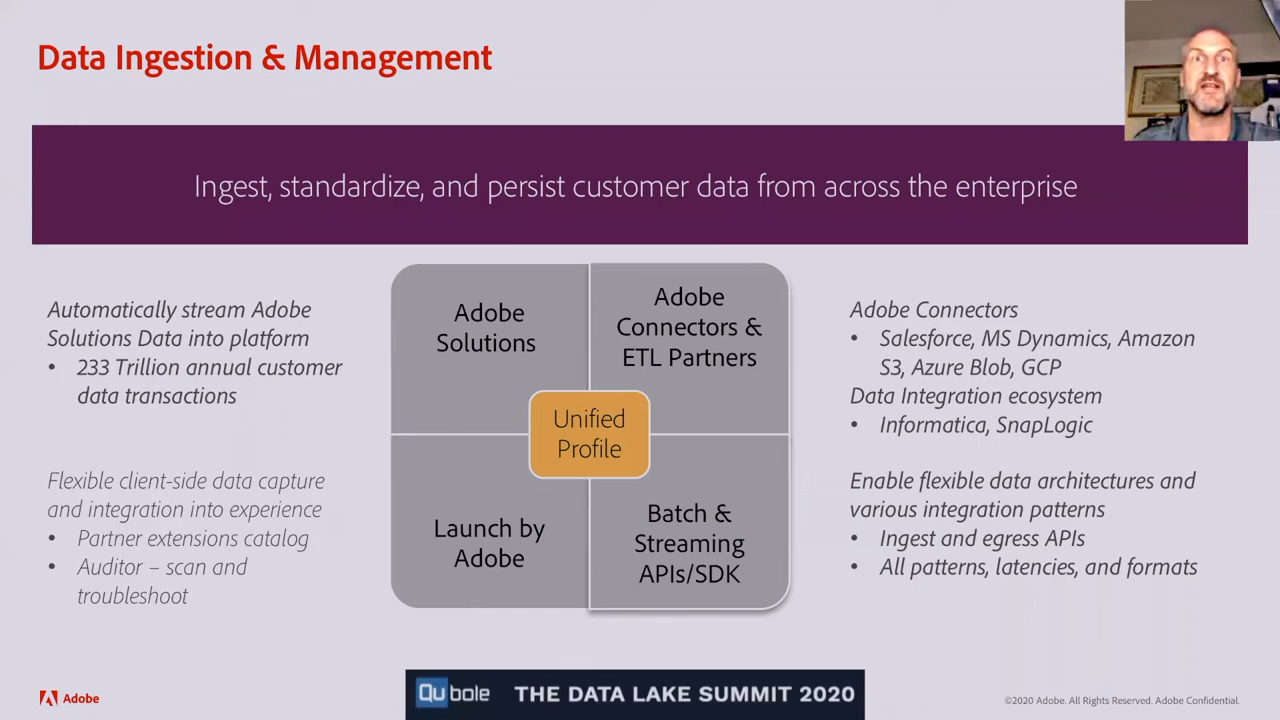 Data Ingestion & Management
Ingest, standardize, and persist customer data from across the enterprise
Automatically stream Adobe
Solutions Data into platform
• 233 Trillion annual customer
data transactions
Flexible client-side data capture
and integration into experience
• Partner extensions catalog
• Auditor – scan and
troubleshoot
Adobe
Solutions
Adobe
Connectors &
ETL Partners
Unified
Profile
Launch by
Adobe
Batch &
Streaming
APIs/SDK
Adobe Connectors
• Salesforce, MS Dynamics, Amazon
S3, Azure Blob, GCP
Data Integration ecosystem
• Informatica, SnapLogic
Enable flexible data architectures and
various integration patterns
• Ingest and egress APIs
• All patterns, latencies, and formats
Adobe
Qubole THE DATA LAKE SUMMIT 2020
©2020 Adobe. All Rights Reserved. Adobe Confidential.